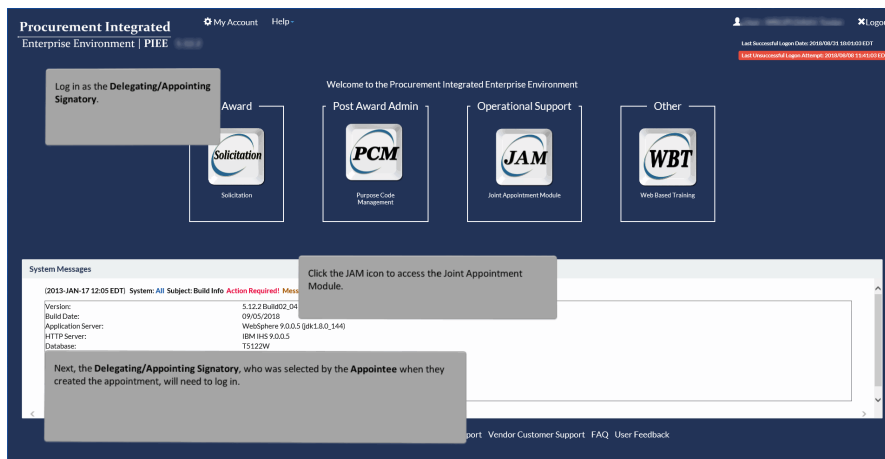 Procurement Integrated
Enterprise Environment | PIEE
My Account Help
Logon
Last Successful Logon Date: 2018/08/31 18:01:03 EDT
Last Unsuccessful Logon Attempt: 2018/08/08 11:41:03 EDT
Log in as the Delegating/Appointing
Signatory.
Welcome to the Procurement Integrated Enterprise Environment
Award
Post Award Admin
Operational Support
Other
Solicitation
PCM
JAM
WBT
Solicitation
Purpose Code
Management
Joint Appointment Module
Web Based Training
System Messages
(2013-JAN-17 12:05 EDT) System: All Subject: Build Info Action Required!
Click the JAM icon to access the Joint Appointment
Module.
Version: 5.12.2 Build02_04
Build Date: 09/05/2018
Application Server: WebSphere 9.0.0.5 (jdk1.8.0_144)
HTTP Server: IBM IHS 9.0.0.5
Database: T5122W
Next, the Delegating/Appointing Signatory, who was selected by the Appointee when they
created the appointment, will need to log in.
port Vendor Customer Support FAQ User Feedback